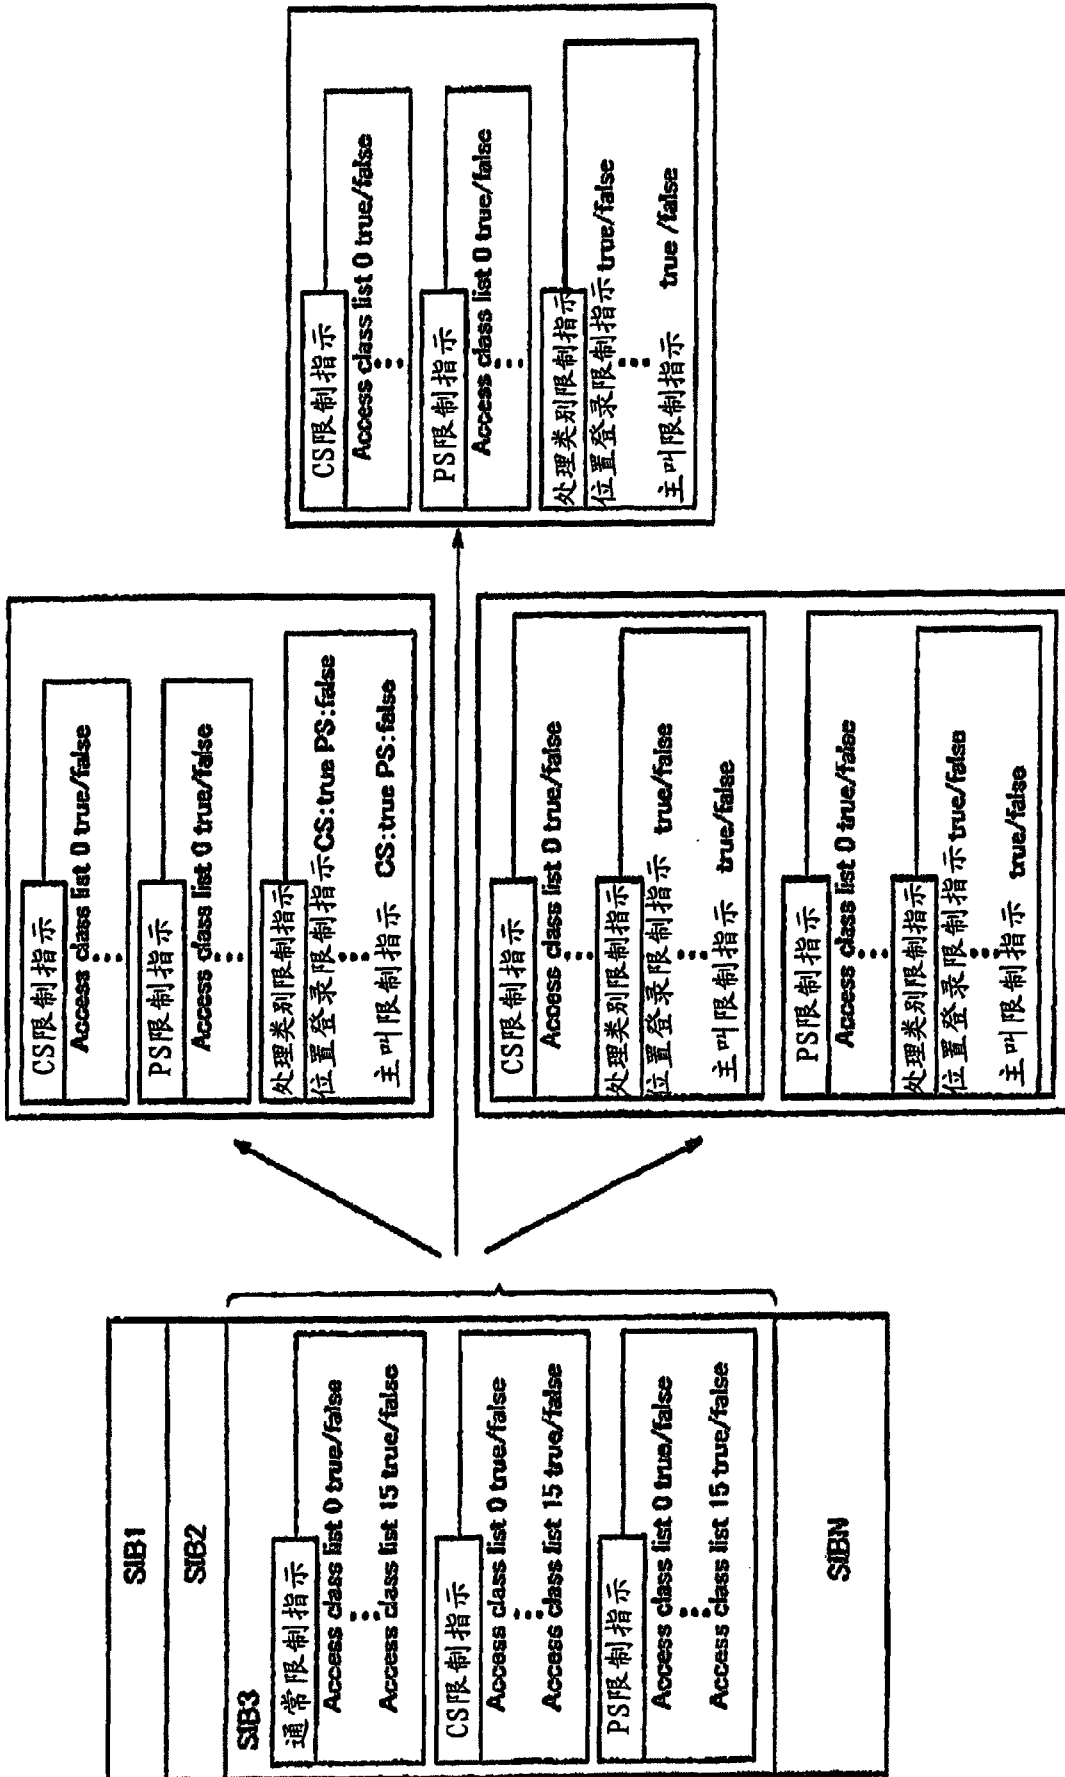 SIB1
SIB2
SIB3
通常限制指示
Access class list 0 true/false
...
Access class list 15 true/false
CS限制指示
Access class list 0 true/false
...
Access class list 15 true/false
PS限制指示
Access class list 0 true/false
...
Access class list 15 true/false
SIBN
CS限制指示
Access class list 0 true/false
...
PS限制指示
Access class list 0 true/false
...
处理类别限制指示
位置登录限制指示CS:true PS:false
...
主叫限制指示 CS:true PS:false
CS限制指示
Access class list 0 true/false
...
处理类别限制指示
位置登录限制指示 true/false
...
主叫限制指示 true/false
PS限制指示
Access class list 0 true/false
...
处理类别限制指示
位置登录限制指示true/false
...
主叫限制指示 true/false
CS限制指示
Access class list 0 true/false
...
PS限制指示
Access class list 0 true/false
...
处理类别限制指示
位置登录限制指示true/false
...
主叫限制指示 true /false